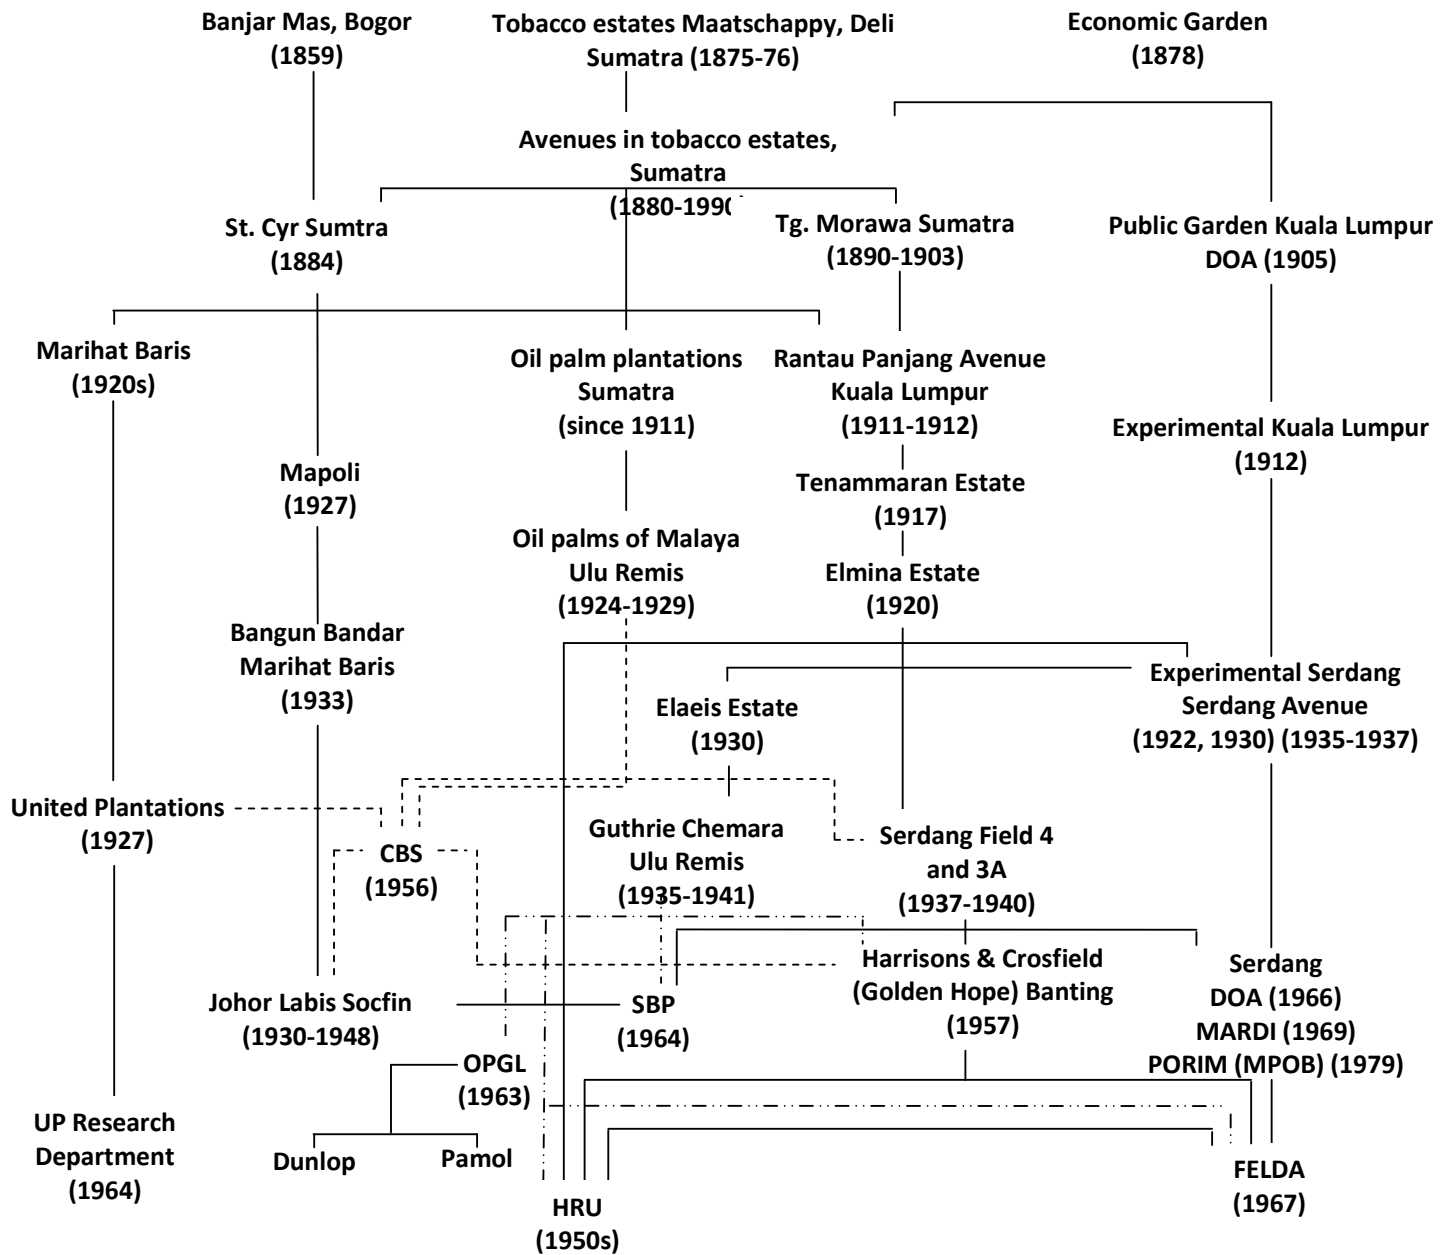 Banjar Mas, Bogor
(1859)
Tobacco estates Maatschappy, Deli
Sumatra (1875-76)
Economic Garden
(1878)
Avenues in tobacco estates,
Sumatra
(1880-1990
St. Cyr Sumtra
(1884)
Tg. Morawa Sumatra
(1890-1903)
Public Garden Kuala Lumpur
DOA (1905)
Marihat Baris
(1920s)
Oil palm plantations
Sumatra
(since 1911)
Rantau Panjang Avenue
Kuala Lumpur
(1911-1912)
Experimental Kuala Lumpur
(1912)
Mapoli
(1927)
Tenammaran Estate
(1917)
Oil palms of Malaya
Ulu Remis
(1924-1929)
Elmina Estate
(1920)
Bangun Bandar
Marihat Baris
(1933)
Elaeis Estate
(1930)
Experimental Serdang
Serdang Avenue
(1922, 1930) (1935-1937)
United Plantations
(1927)
CBS
(1956)
Guthrie Chemara
Ulu Remis
(1935-1941)
Serdang Field 4
and 3A
(1937-1940)
Johor Labis Socfin
(1930-1948)
SBP
(1964)
Harrisons & Crosfield
(Golden Hope) Banting
(1957)
Serdang
DOA (1966)
MARDI (1969)
PORIM (MPOB) (1979)
OPGL
(1963)
UP Research
Department
(1964)
Dunlop
Pamol
HRU
(1950s)
FELDA
(1967)